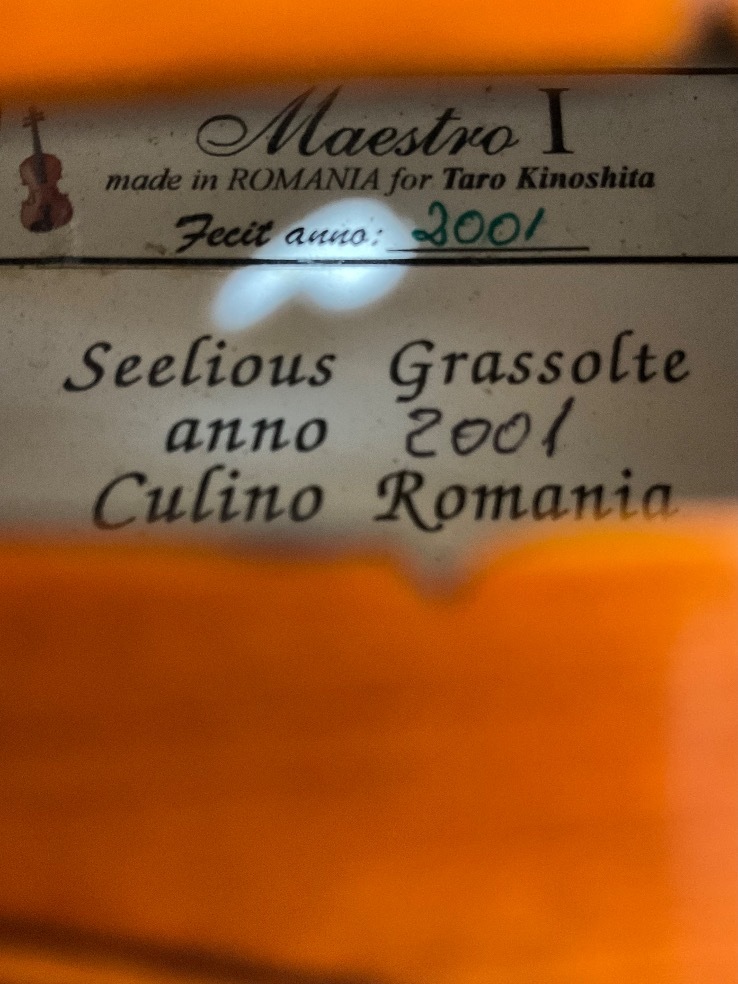 Maestro I
made in ROMANIA for Taro Kinoshita
Fecit anno: 2001
Seelious Grassolte
anno 2001
Culino Romania